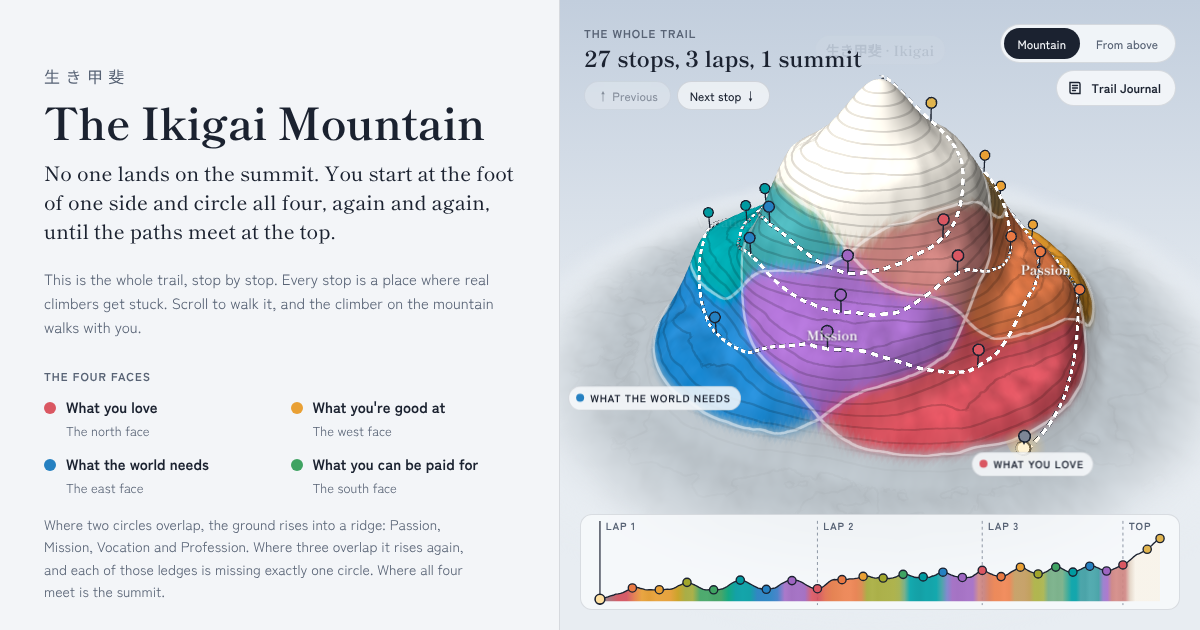 生き甲斐
The Ikigai Mountain
No one lands on the summit. You start at the foot
of one side and circle all four, again and again,
until the paths meet at the top.
This is the whole trail, stop by stop. Every stop is a place where real
climbers get stuck. Scroll to walk it, and the climber on the mountain
walks with you.
THE FOUR FACES
What you love
The north face
What you're good at
The west face
What the world needs
The east face
What you can be paid for
The south face
Where two circles overlap, the ground rises into a ridge: Passion,
Mission, Vocation and Profession. Where three overlap it rises again,
and each of those ledges is missing exactly one circle. Where all four
meet is the summit.
THE WHOLE TRAIL
27 stops, 3 laps, 1 summit
生き甲斐 · Ikigai
↑ Previous
Next stop ↓
Mountain
From above
Trail Journal
Passion
Mission
WHAT THE WORLD NEEDS
WHAT YOU LOVE
LAP 1
LAP 2
LAP 3
TOP